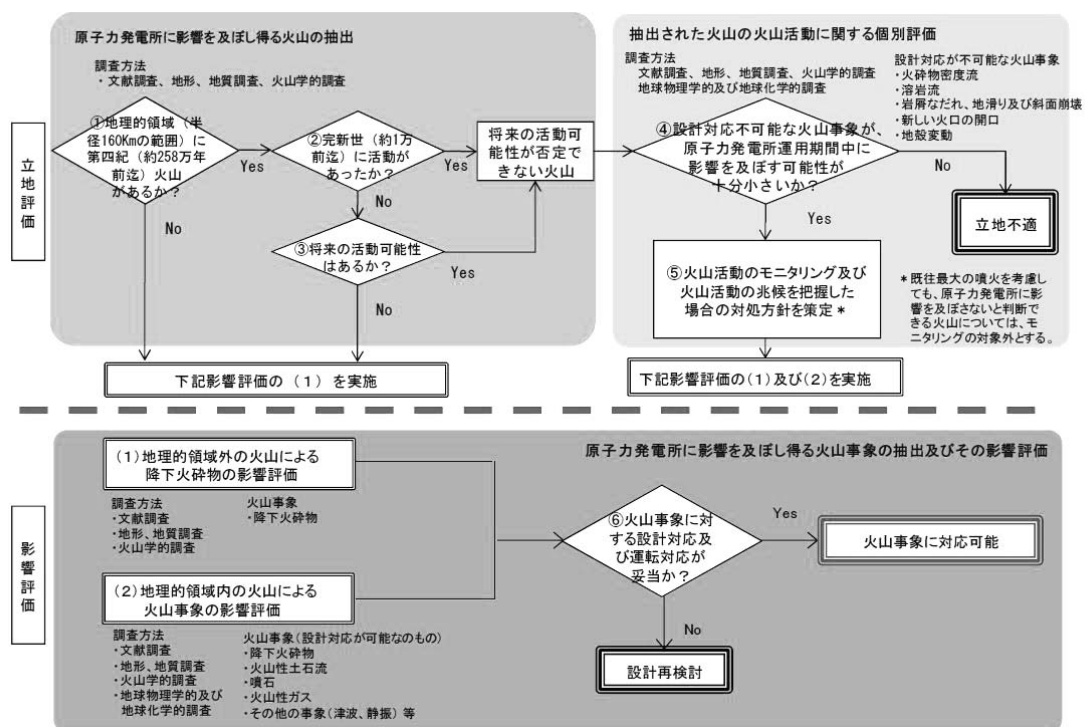 原子力発電所に影響を及ぼし得る火山の抽出
調査方法
・文献調査、地形、地質調査、火山学的調査
①地理的領域（半
径160Kmの範囲）に
第四紀（約258万年
前迄）火山
があるか？
Yes
No
②完新世（約1万
前迄）に活動が
あったか？
Yes
No
③将来の活動可能性
はあるか？
Yes
No
将来の活動可
能性が否定で
きない火山
立地評価
下記影響評価の（１）を実施
抽出された火山の火山活動に関する個別評価
調査方法
文献調査、地形、地質調査、火山学的調査
地球物理学的及び地球化学的調査
設計対応が不可能な火山事象
・火砕物密度流
・溶岩流
・岩屑なだれ、地滑り及び斜面崩壊
・新しい火口の開口
・地殻変動
④設計対応不可能な火山事象が、
原子力発電所運用期間中に
影響を及ぼす可能性が
十分小さいか？
No
Yes
立地不適
⑤火山活動のモニタリング及び
火山活動の兆候を把握した
場合の対処方針を策定＊
＊既往最大の噴火を考慮し
ても、原子力発電所に影
響を及ぼさないと判断で
きる火山については、モ
ニタリングの対象外とする。
下記影響評価の（１）及び（２）を実施
原子力発電所に影響を及ぼし得る火山事象の抽出及びその影響評価
影響評価
（１）地理的領域外の火山による
降下火砕物の影響評価
調査方法
・文献調査
・地形、地質調査
・火山学的調査
火山事象
・降下火砕物
（２）地理的領域内の火山による
火山事象の影響評価
調査方法
・文献調査
・地形、地質調査
・火山学的調査
・地球物理学的及び
地球化学的調査
火山事象（設計対応が可能なのもの）
・降下火砕物
・火山性土石流
・噴石
・火山性ガス
・その他の事象（津波、静振）等
⑥火山事象に対
する設計対応及
び運転対応が
妥当か？
Yes
火山事象に対応可能
No
設計再検討